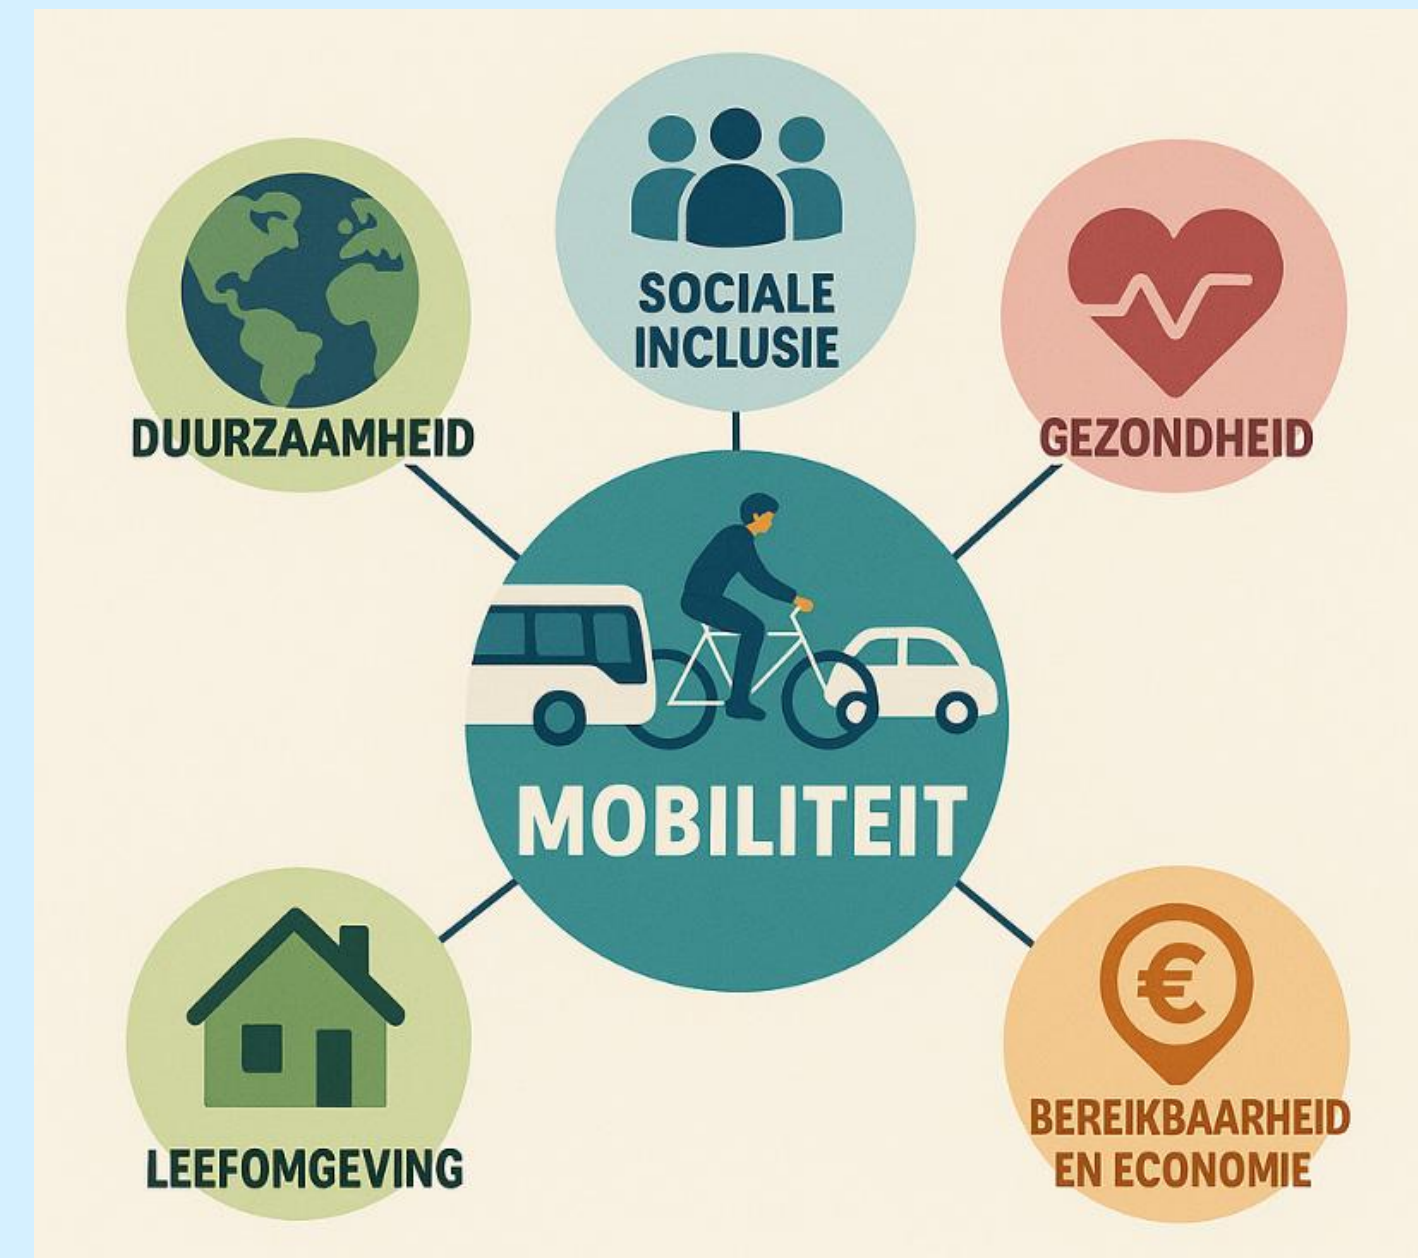 SOCIALE
INCLUSIE
DUURZAAMHEID
GEZONDHEID
MOBILITEIT
LEEFOMGEVING
BEREIKBAARHEID
EN ECONOMIE